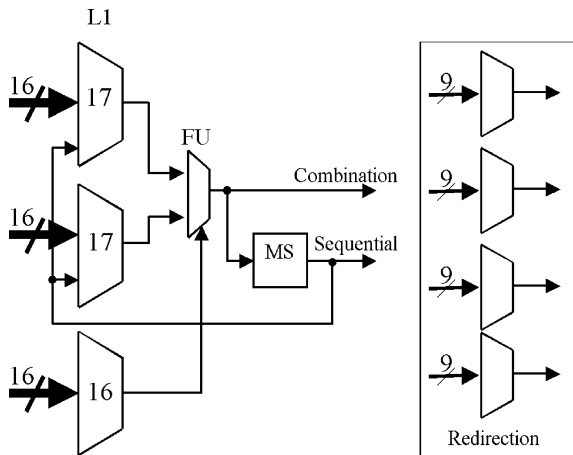 L1
16
17
FU
Combination
16
17
MS
Sequential
16
16
9
9
9
9
Redirection